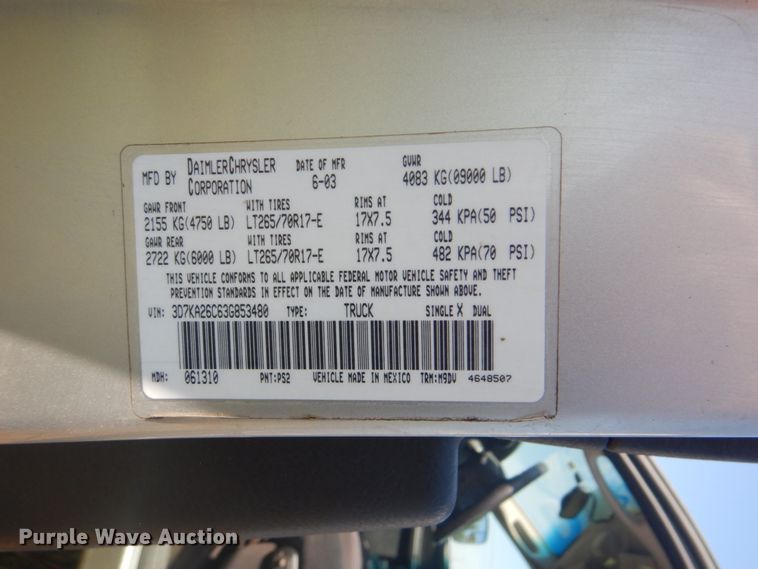 MFD BY DAIMLERCHRYSLER CORPORATION DATE OF MFR 6-03 GVWR 4083 KG(09000 LB)
GAWR FRONT WITH TIRES RIMS AT COLD
2155 KG(4750 LB) LT265/70R17-E 17X7.5 344 KPA(50 PSI)
GAWR REAR WITH TIRES RIMS AT COLD
2722 KG(6000 LB) LT265/70R17-E 17X7.5 482 KPA(70 PSI)
THIS VEHICLE CONFORMS TO ALL APPLICABLE FEDERAL MOTOR VEHICLE SAFETY AND THEFT
PREVENTION STANDARDS IN EFFECT ON THE DATE OF MANUFACTURE SHOWN ABOVE.
VIN: 3D7KA26C63G853480 TYPE: TRUCK SINGLE X DUAL
MDH: 061310 PNT:PS2 VEHICLE MADE IN MEXICO TRM:M9DV 4648507
Purple Wave Auction